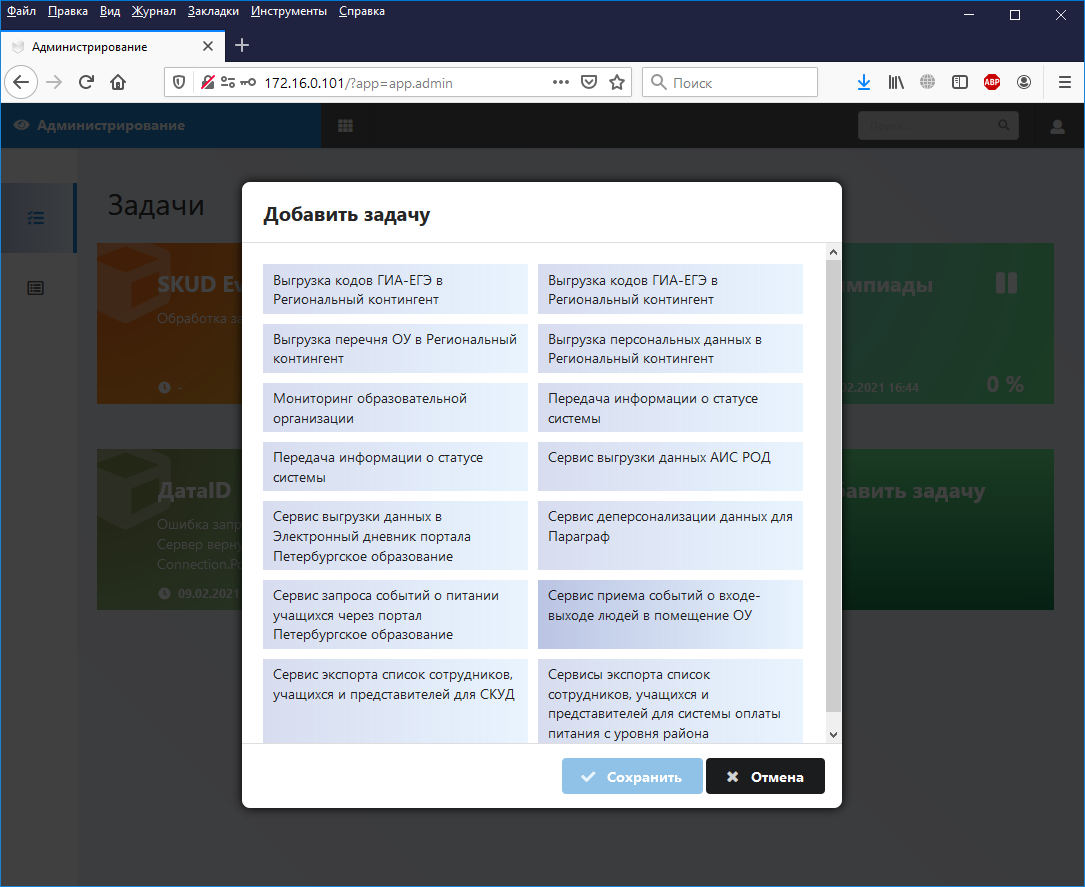 Файл Правка Вид Журнал Закладки Инструменты Справка
Администрирование
172.16.0.101/?app=app.admin
Поиск
ABP
Администрирование
Задачи
SKUD
Обработка
-
мпиады
02.2021 16:44
0 %
ДатаID
Ошибка
Сервер
09.02.2021
авить задачу
Добавить задачу
Выгрузка кодов ГИА-ЕГЭ в
Региональный контингент
Выгрузка кодов ГИА-ЕГЭ в
Региональный контингент
Выгрузка перечня ОУ в Региональный
контингент
Выгрузка персональных данных в
Региональный контингент
Мониторинг образовательной
организации
Передача информации о статусе
системы
Передача информации о статусе
системы
Сервис выгрузки данных АИС РОД
Сервис выгрузки данных в
Электронный дневник портала
Петербургское образование
Сервис деперсонализации данных для
Параграф
Сервис запроса событий о питании
учащихся через портал
Петербургское образование
Сервис приема событий о входе-
выходе людей в помещение ОУ
Сервис экспорта список сотрудников,
учащихся и представителей для СКУД
Сервисы экспорта список
сотрудников, учащихся и
представителей для системы оплаты
питания с уровня района
Сохранить
Отмена